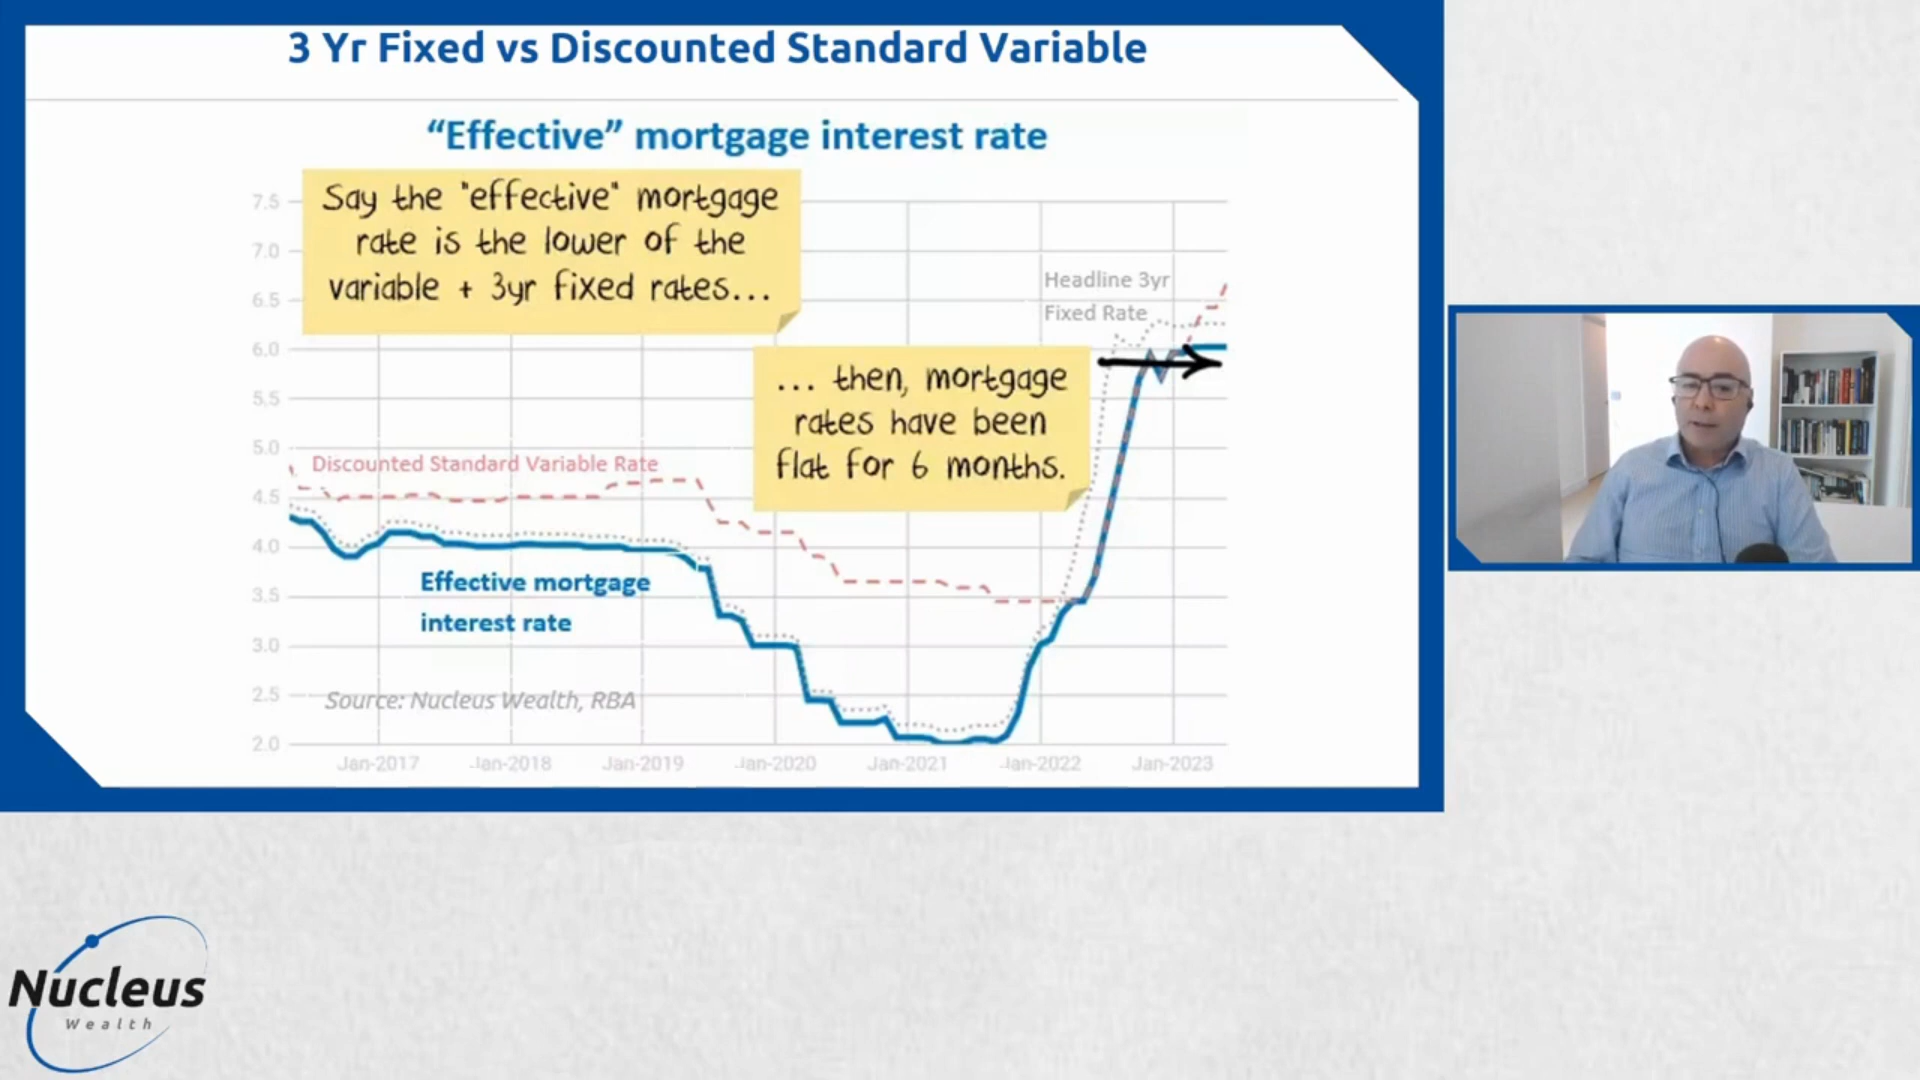 3 Yr Fixed vs Discounted Standard Variable
“Effective” mortgage interest rate
Say the "effective" mortgage
rate is the lower of the
variable + 3yr fixed rates...
... then, mortgage
rates have been
flat for 6 months.
Headline 3yr
Fixed Rate
Discounted Standard Variable Rate
Effective mortgage
interest rate
Source: Nucleus Wealth, RBA
7.5
7.0
6.5
6.0
5.5
5.0
4.5
4.0
3.5
3.0
2.5
2.0
Jan-2017 Jan-2018 Jan-2019 Jan-2020 Jan-2021 Jan-2022 Jan-2023
Nucleus
Wealth